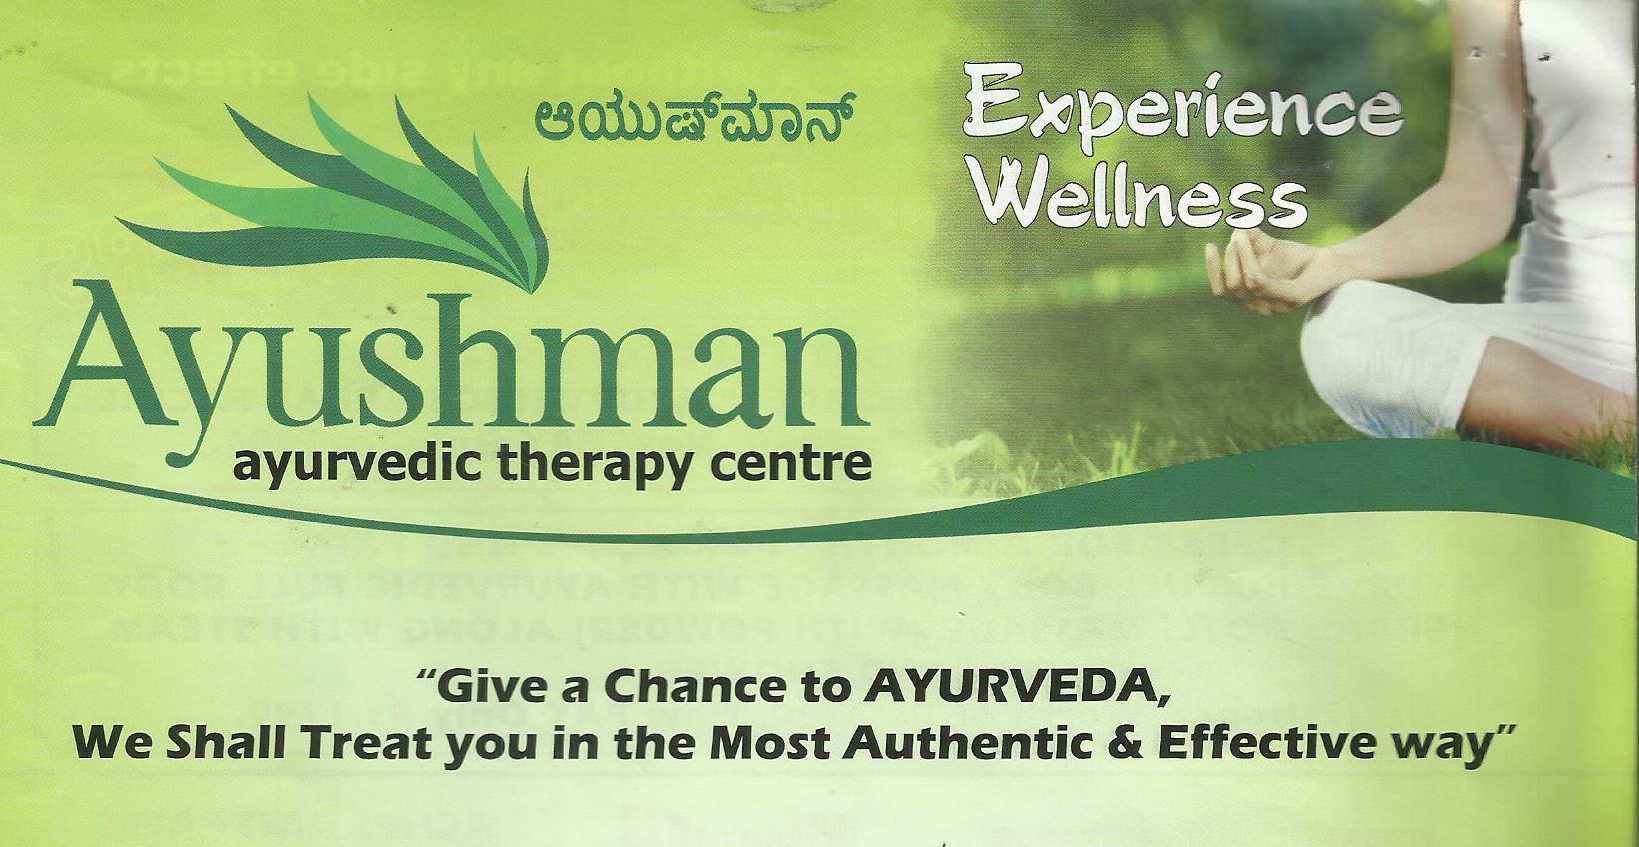 ಆಯುಷ್‌ಮಾನ್
Experience
Wellness
Ayushman
ayurvedic therapy centre
"Give a Chance to AYURVEDA,
We Shall Treat you in the Most Authentic & Effective way"